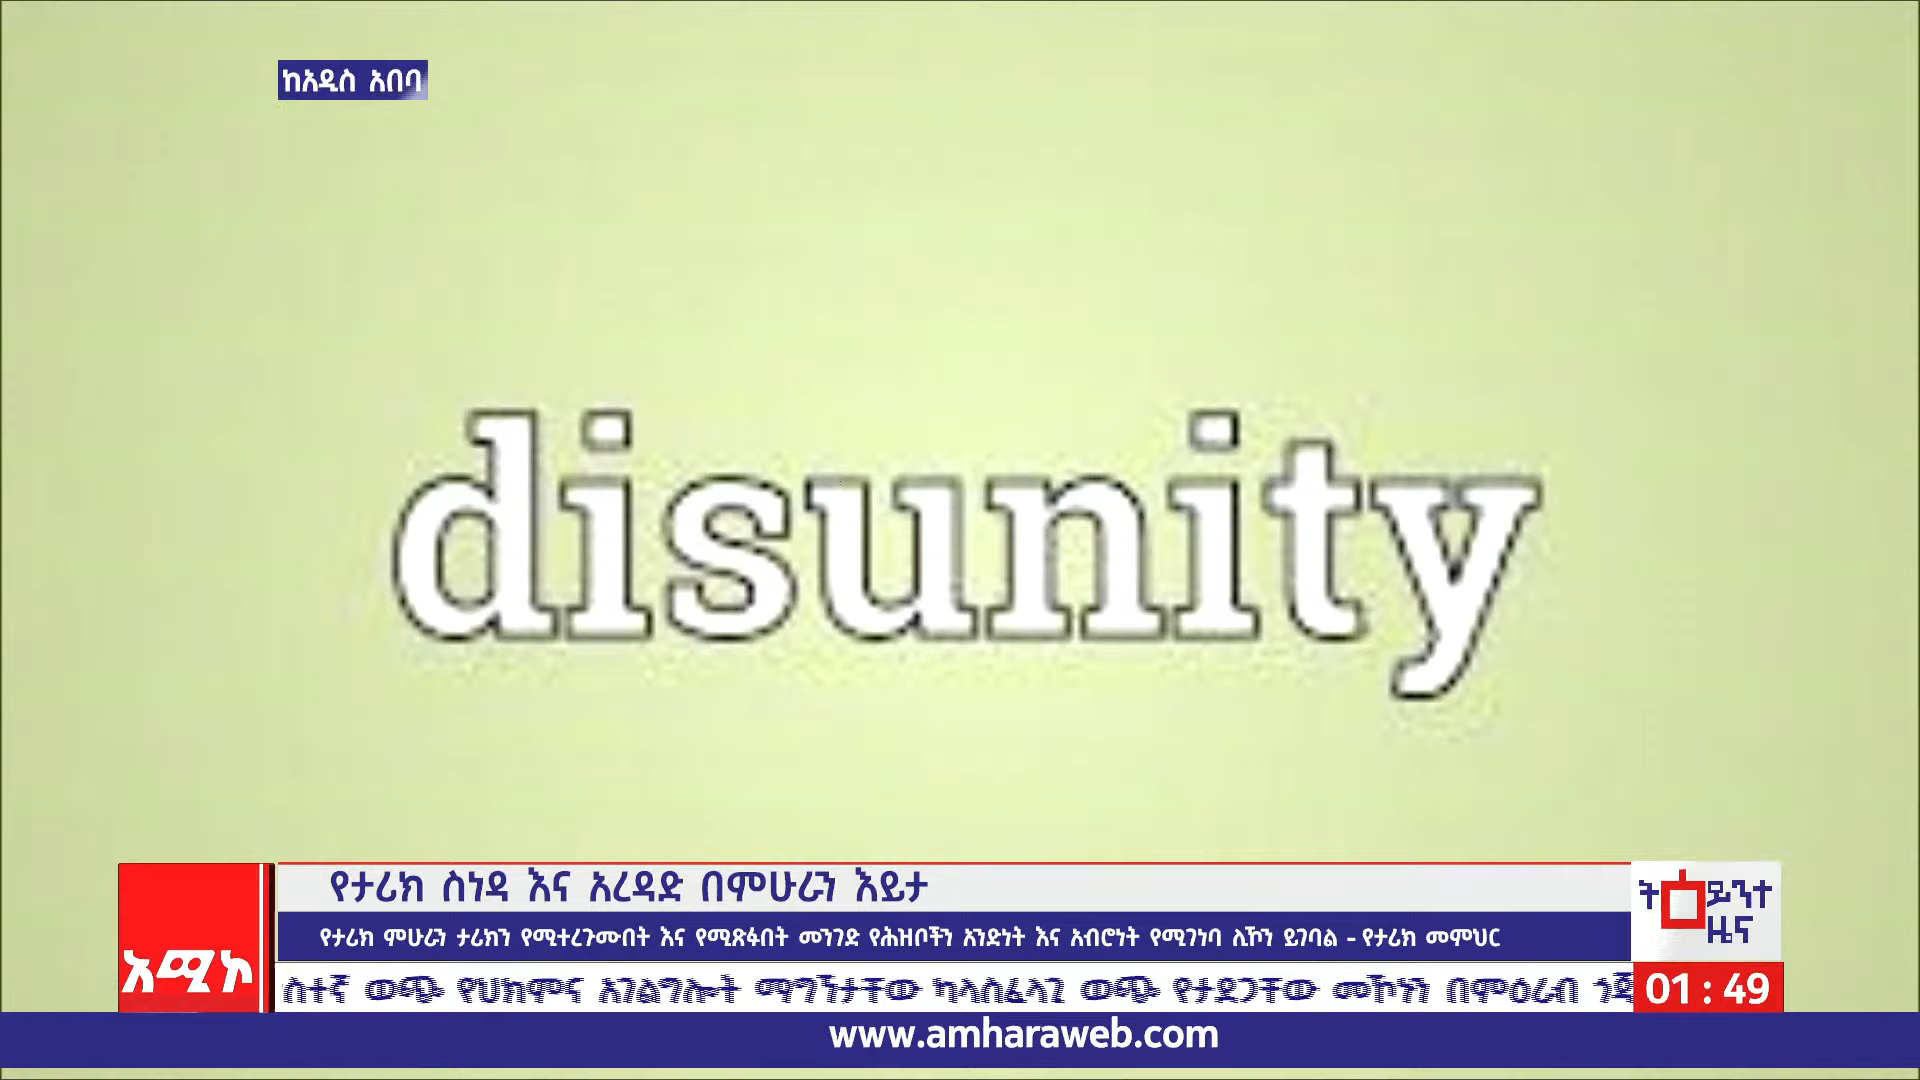 ከአዲስ አበባ
disunity
የታሪክ ስነዳ እና አረዳድ በምሁራን እይታ
የታሪክ ምሁራን ታሪክን የሚተረጉሙበት እና የሚጽፉበት መንገድ የሕዝቦችን አንድነት እና አብሮነት የሚገነባ ሊኾን ይገባል - የታሪክ መምህር
ትዕይንተ ዜና
አሚኮ
ስተኛ ወጭ የህክምና አገልግሎት ማግኘታቸው ካላስፈላጊ ወጭ የታደጋቸው መኾኑን በምዕራብ
01 : 49
www.amharaweb.com